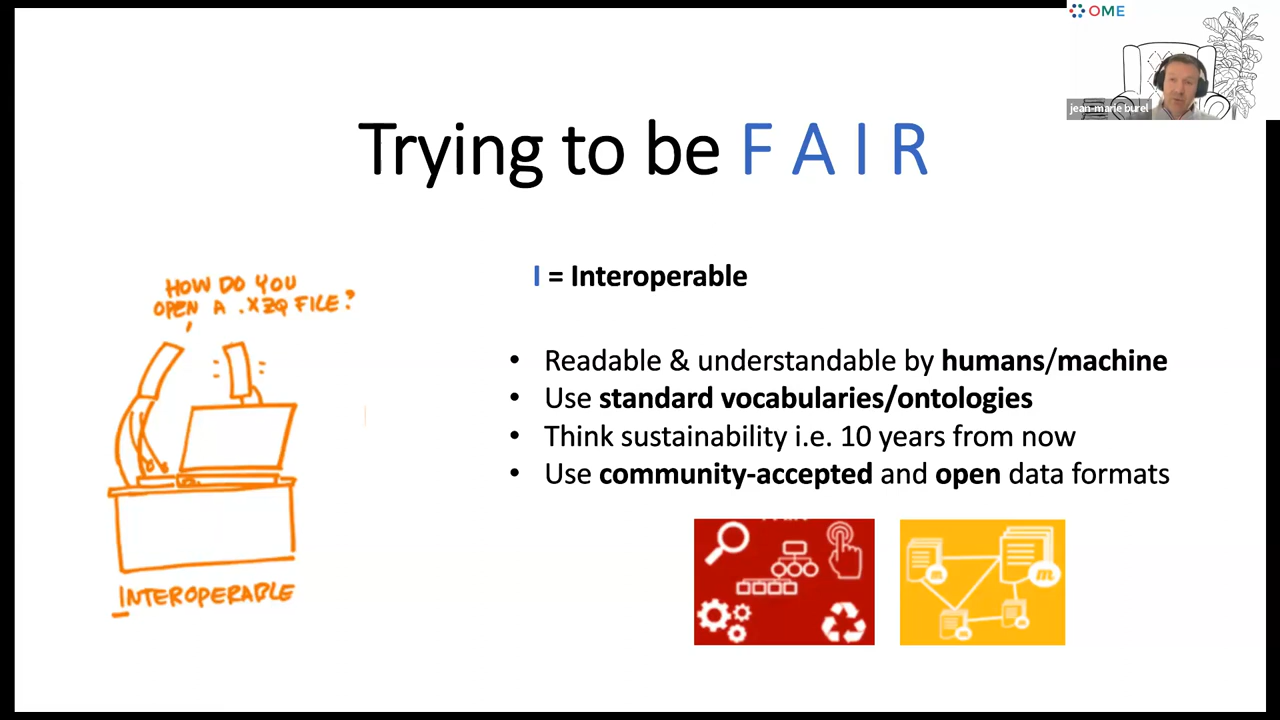 OME
jean-marie burel
Trying to be F A I R
I = Interoperable
HOW DO YOU
OPEN A .XZQ FILE?
• Readable & understandable by humans/machine
• Use standard vocabularies/ontologies
• Think sustainability i.e. 10 years from now
• Use community-accepted and open data formats
INTEROPERABLE
m
m
m
m